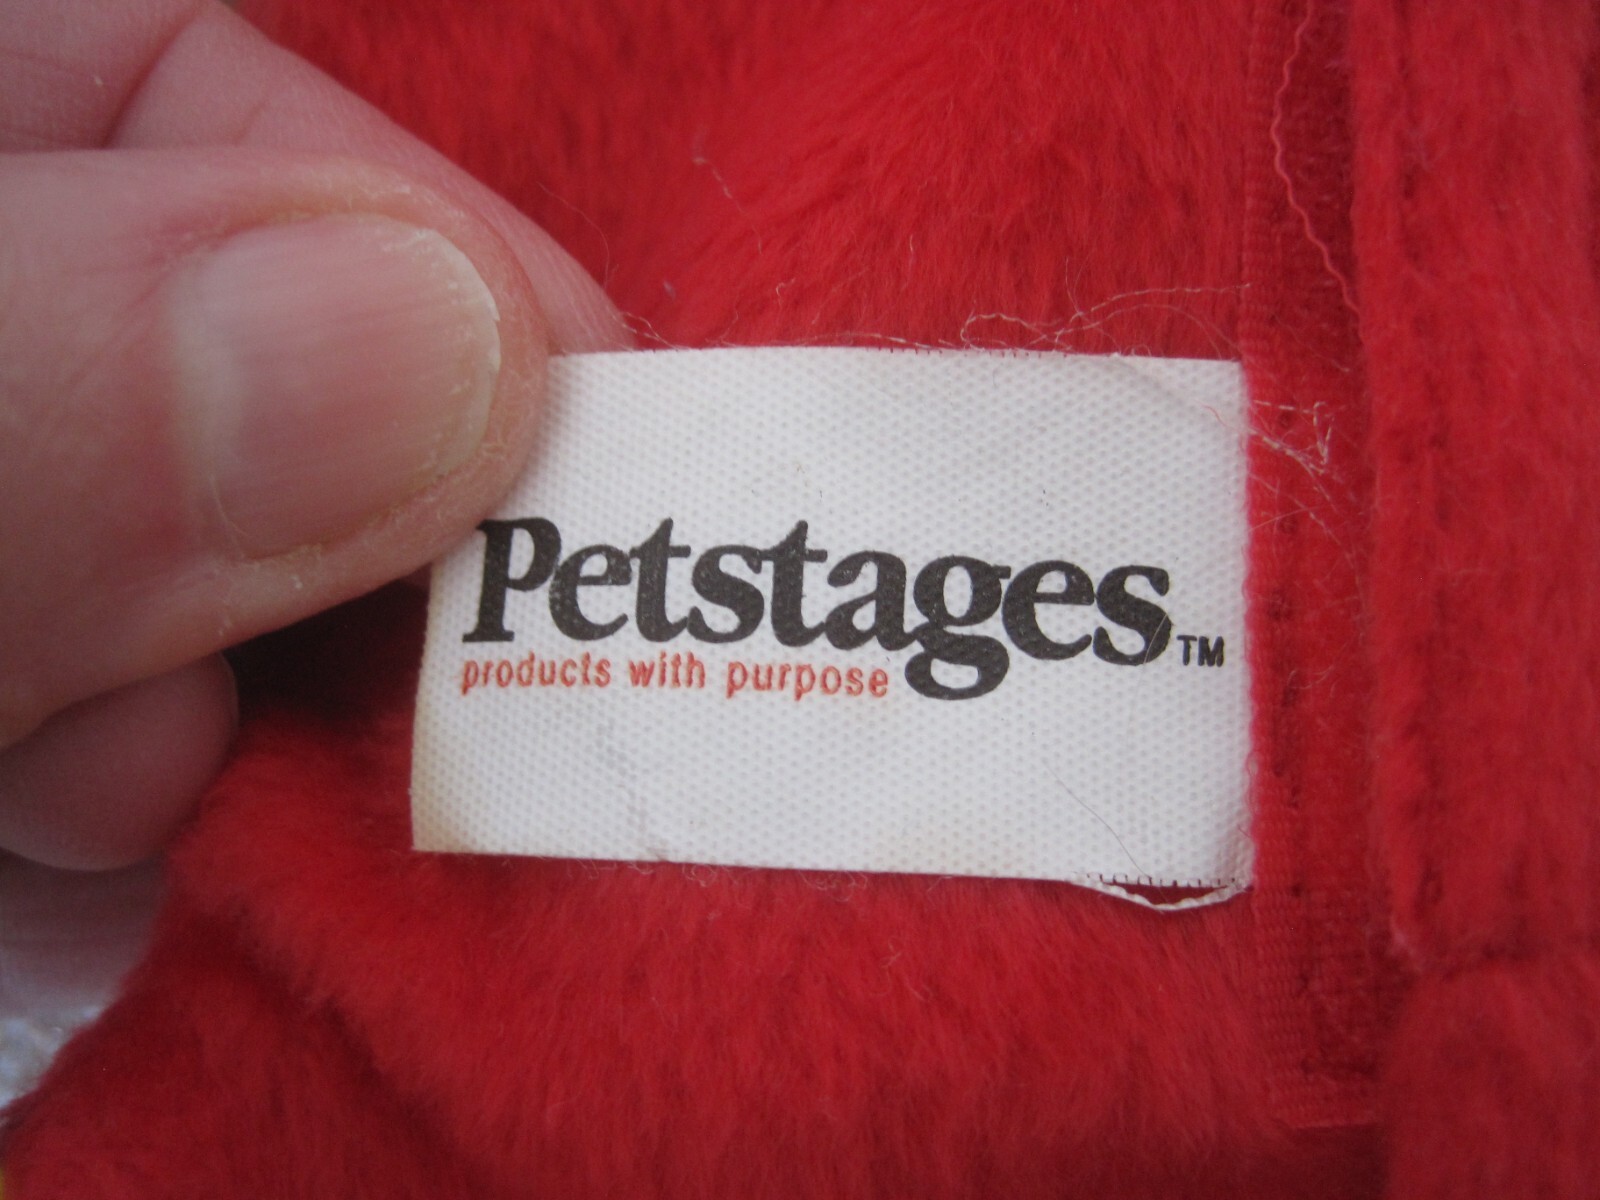 Petstages™
products with purpose